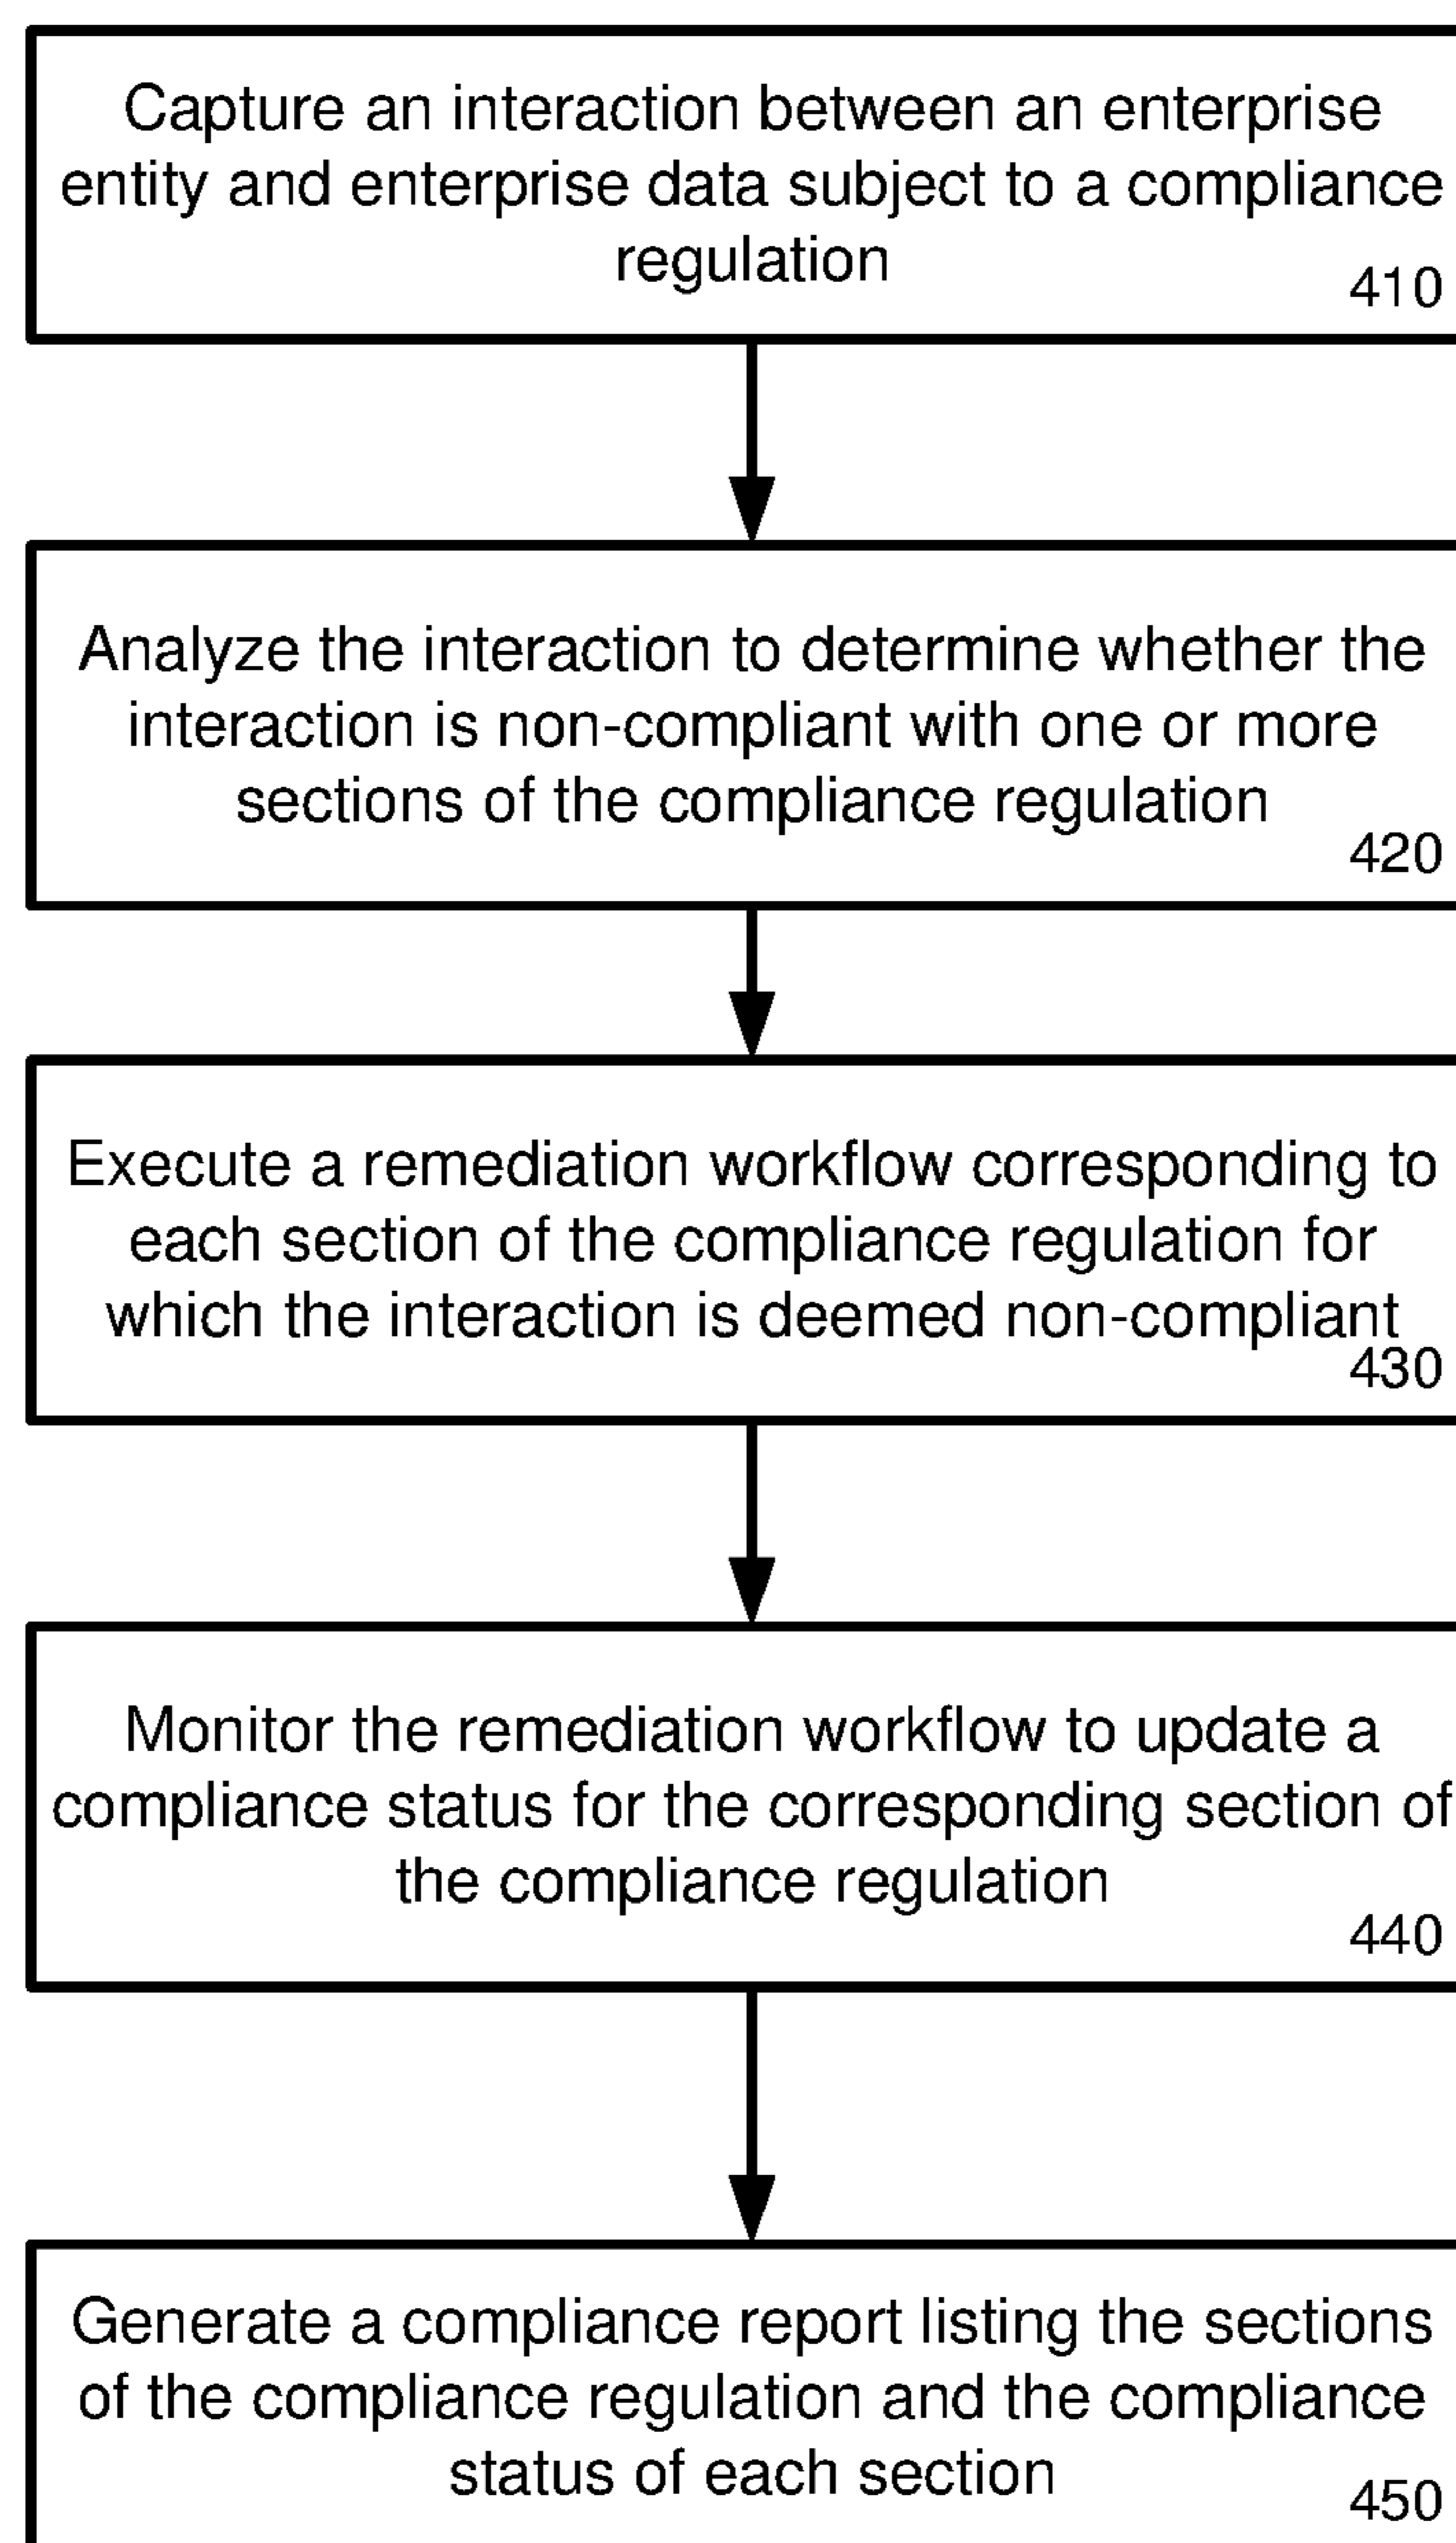 Capture an interaction between an enterprise
entity and enterprise data subject to a compliance
regulation
410
Analyze the interaction to determine whether the
interaction is non-compliant with one or more
sections of the compliance regulation
420
Execute a remediation workflow corresponding to
each section of the compliance regulation for
which the interaction is deemed non-compliant
430
Monitor the remediation workflow to update a
compliance status for the corresponding section of
the compliance regulation
440
Generate a compliance report listing the sections
of the compliance regulation and the compliance
status of each section
450